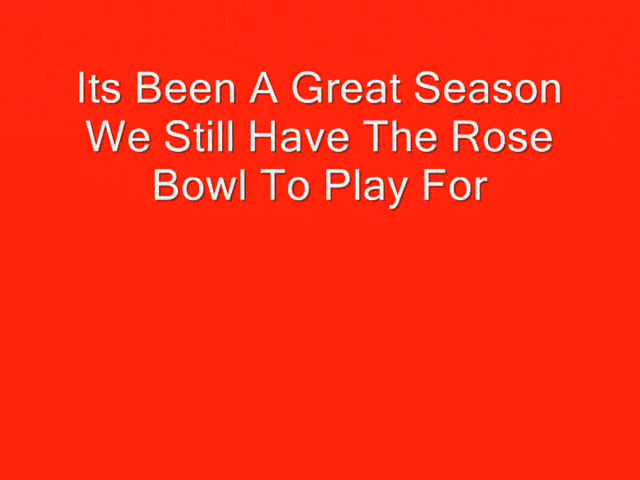 Its Been A Great Season
We Still Have The Rose
Bowl To Play For